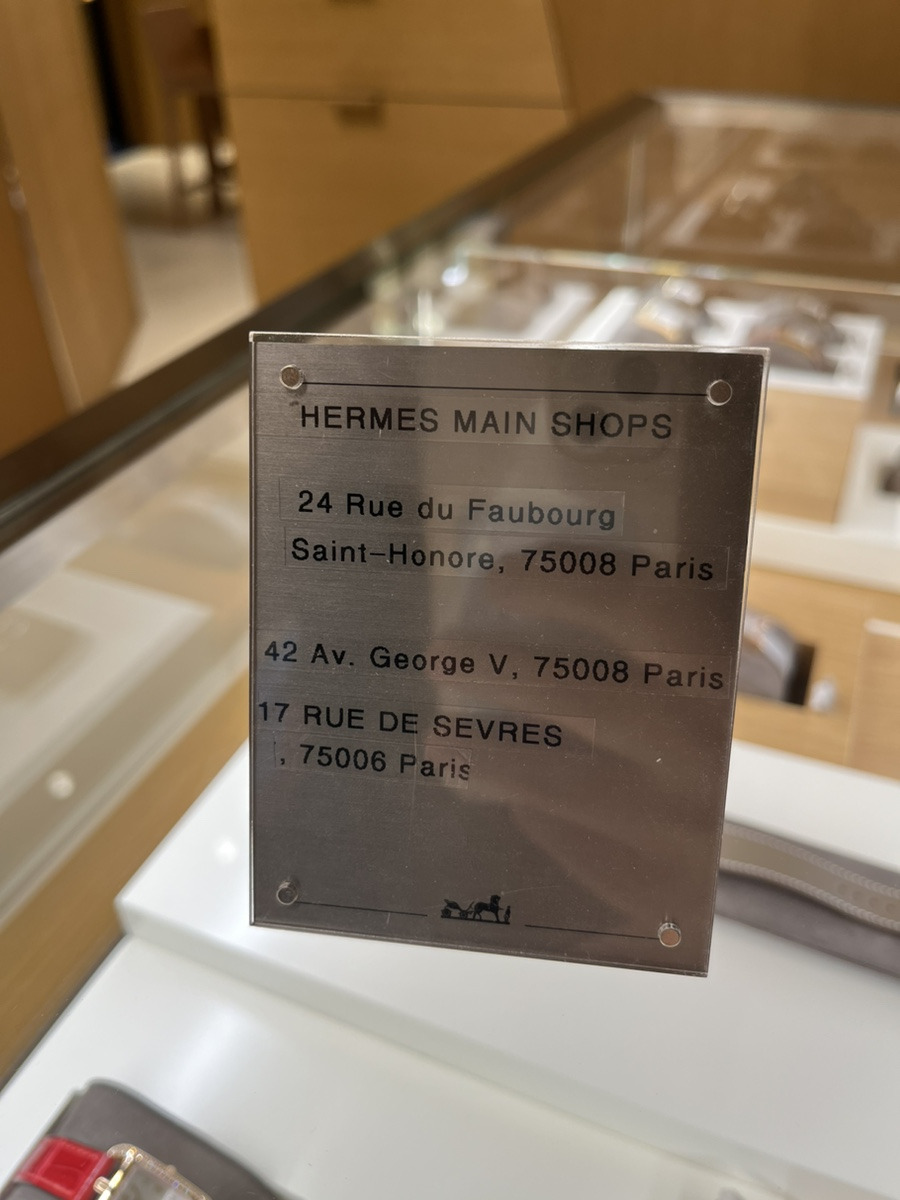 HERMES MAIN SHOPS
24 Rue du Faubourg
Saint-Honore, 75008 Paris
42 Av. George V, 75008 Paris
17 RUE DE SEVRES
, 75006 Paris